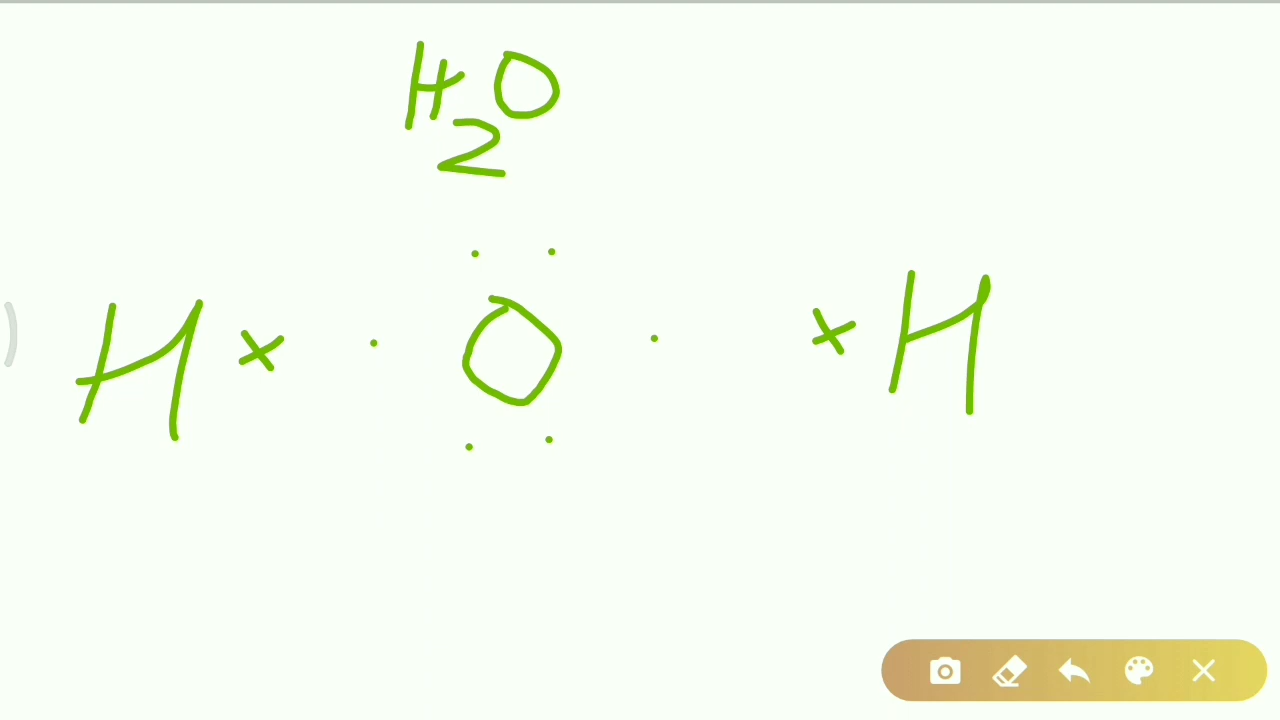 H2O
H × · O · × H